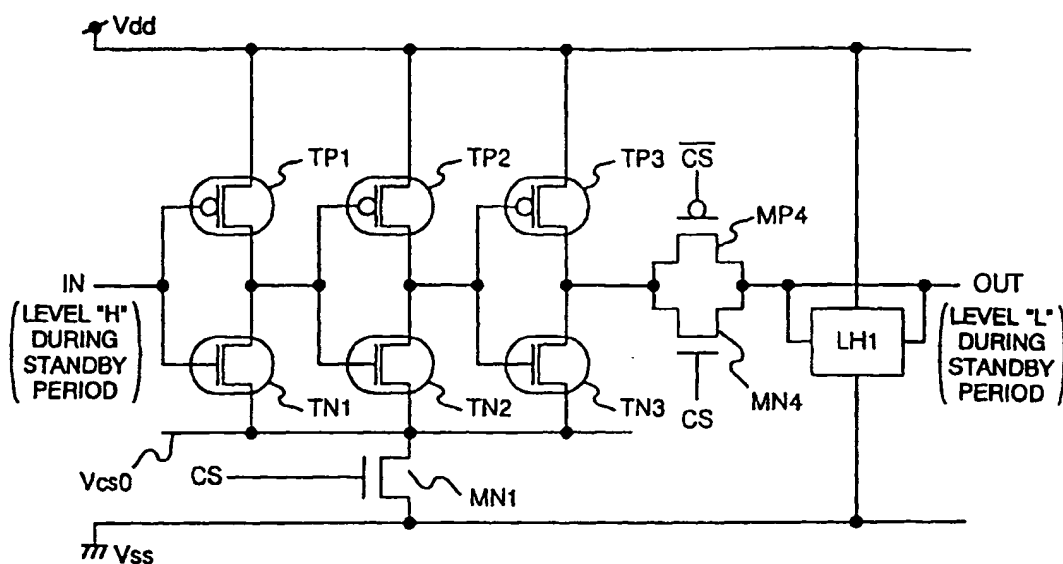 Vdd
TP1
TP2
TP3
C̅S̅
MP4
IN
(LEVEL "H"
DURING
STANDBY
PERIOD)
OUT
(LEVEL "L"
DURING
STANDBY
PERIOD)
LH1
TN1
TN2
TN3
MN4
CS
Vcs0
CS
MN1
Vss